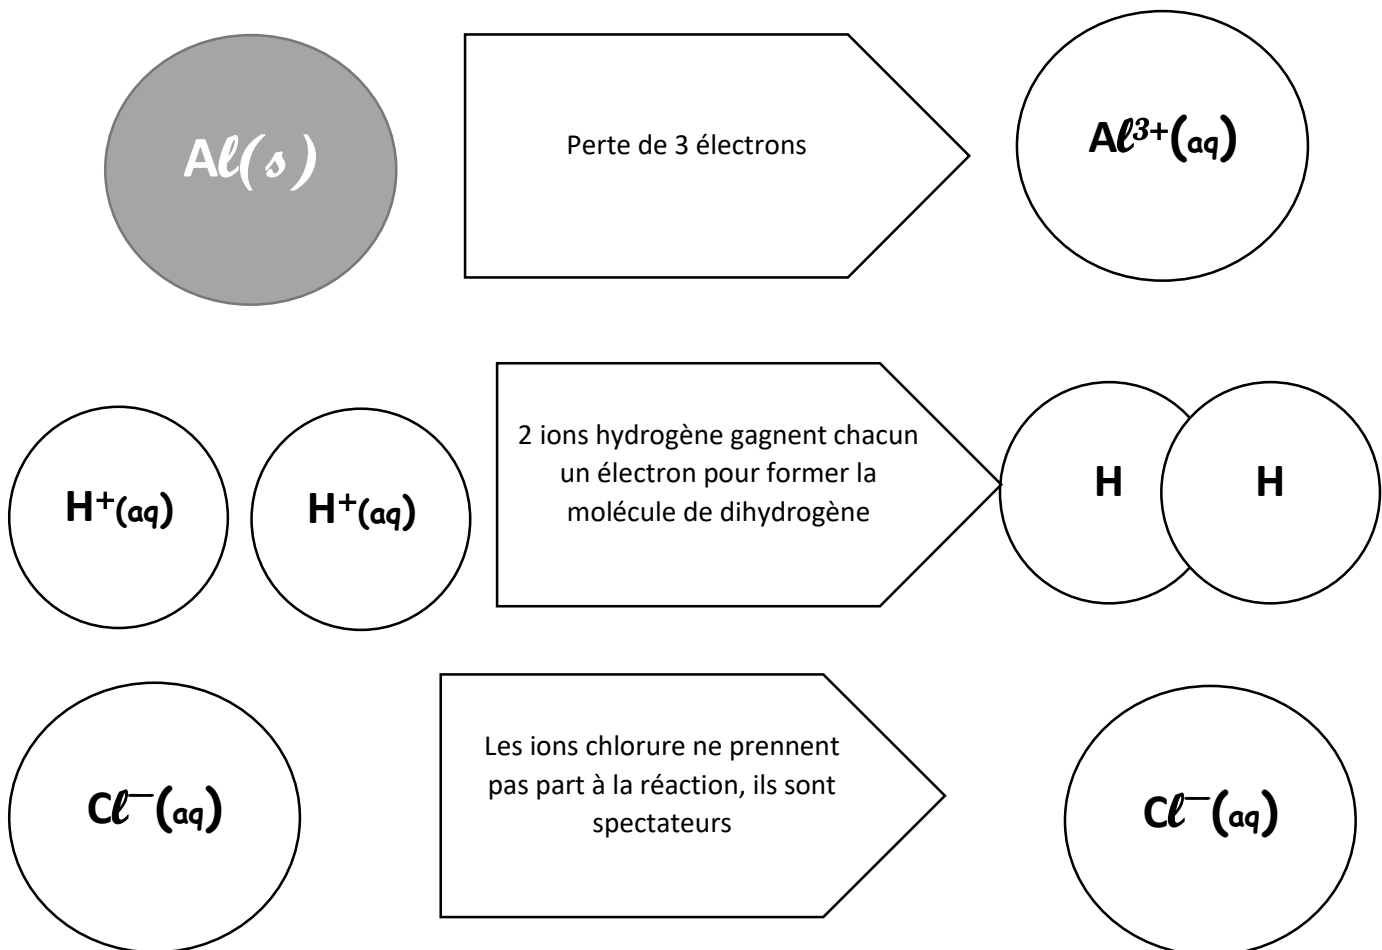 Aℓ(s)
Perte de 3 électrons
Aℓ³⁺(aq)
H⁺(aq)
H⁺(aq)
2 ions hydrogène gagnent chacun
un électron pour former la
molécule de dihydrogène
H
H
Cℓ⁻(aq)
Les ions chlorure ne prennent
pas part à la réaction, ils sont
spectateurs
Cℓ⁻(aq)